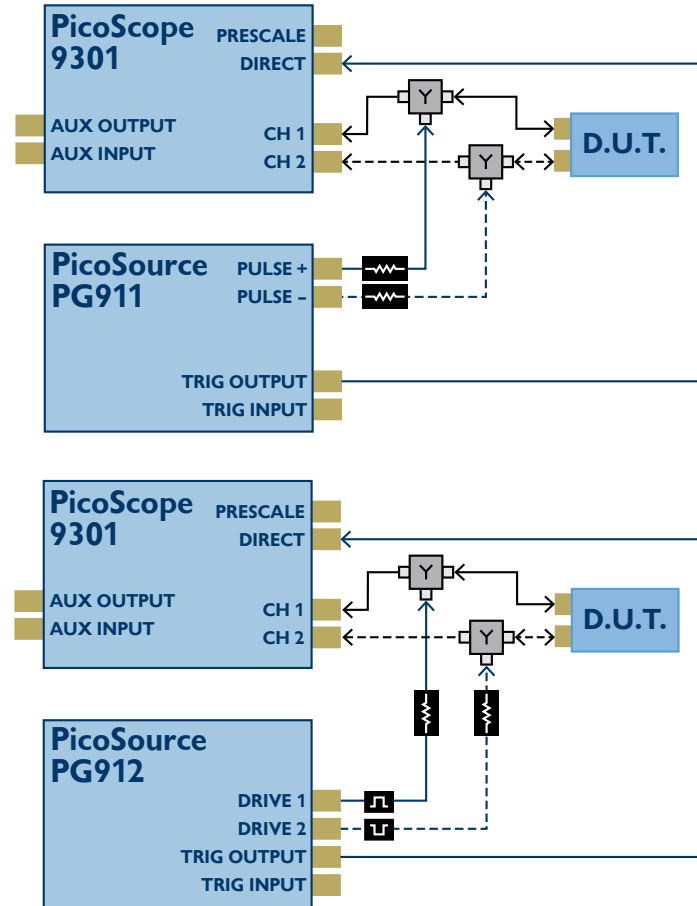 PicoScope
9301
PRESCALE
DIRECT
AUX OUTPUT
AUX INPUT
CH 1
CH 2
Y
Y
D.U.T.
PicoSource
PG911
PULSE +
PULSE –
TRIG OUTPUT
TRIG INPUT
PicoScope
9301
PRESCALE
DIRECT
AUX OUTPUT
AUX INPUT
CH 1
CH 2
Y
Y
D.U.T.
PicoSource
PG912
DRIVE 1
DRIVE 2
TRIG OUTPUT
TRIG INPUT